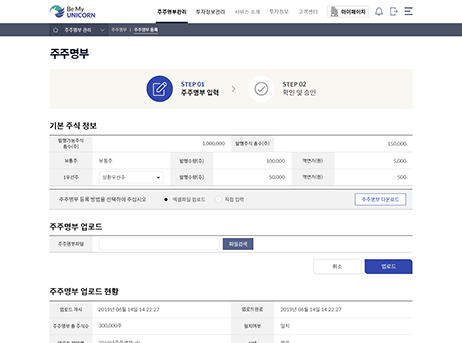 Be My
UNICORN
주주명부관리 투자정보관리 서비스 소개 투자정보 고객센터 마이페이지
주주명부 관리 주주명부 주주명부 등록
주주명부
STEP 01
주주명부 입력
STEP 02
확인 및 승인
기본 주식 정보
발행가능주식
총수(주) 1,000,000 발행주식 총수(주) 150,000
보통주 보통주 발행수량(주) 100,000 액면가(원) 5,000
1우선주 상환우선주 발행수량(주) 50,000 액면가(원) 500
주주명부 등록 방법을 선택하여 주십시오 엑셀파일 업로드 직접 입력 주주명부 다운로드
주주명부 업로드
주주명부파일 파일검색
취소 업로드
주주명부 업로드 현황
업로드 개시 2019년 06월 14일 14:22:27 업로드완료 2019년 06월 14일 14:22:27
주주명부 총 주식수 300,000주 일치여부 일치